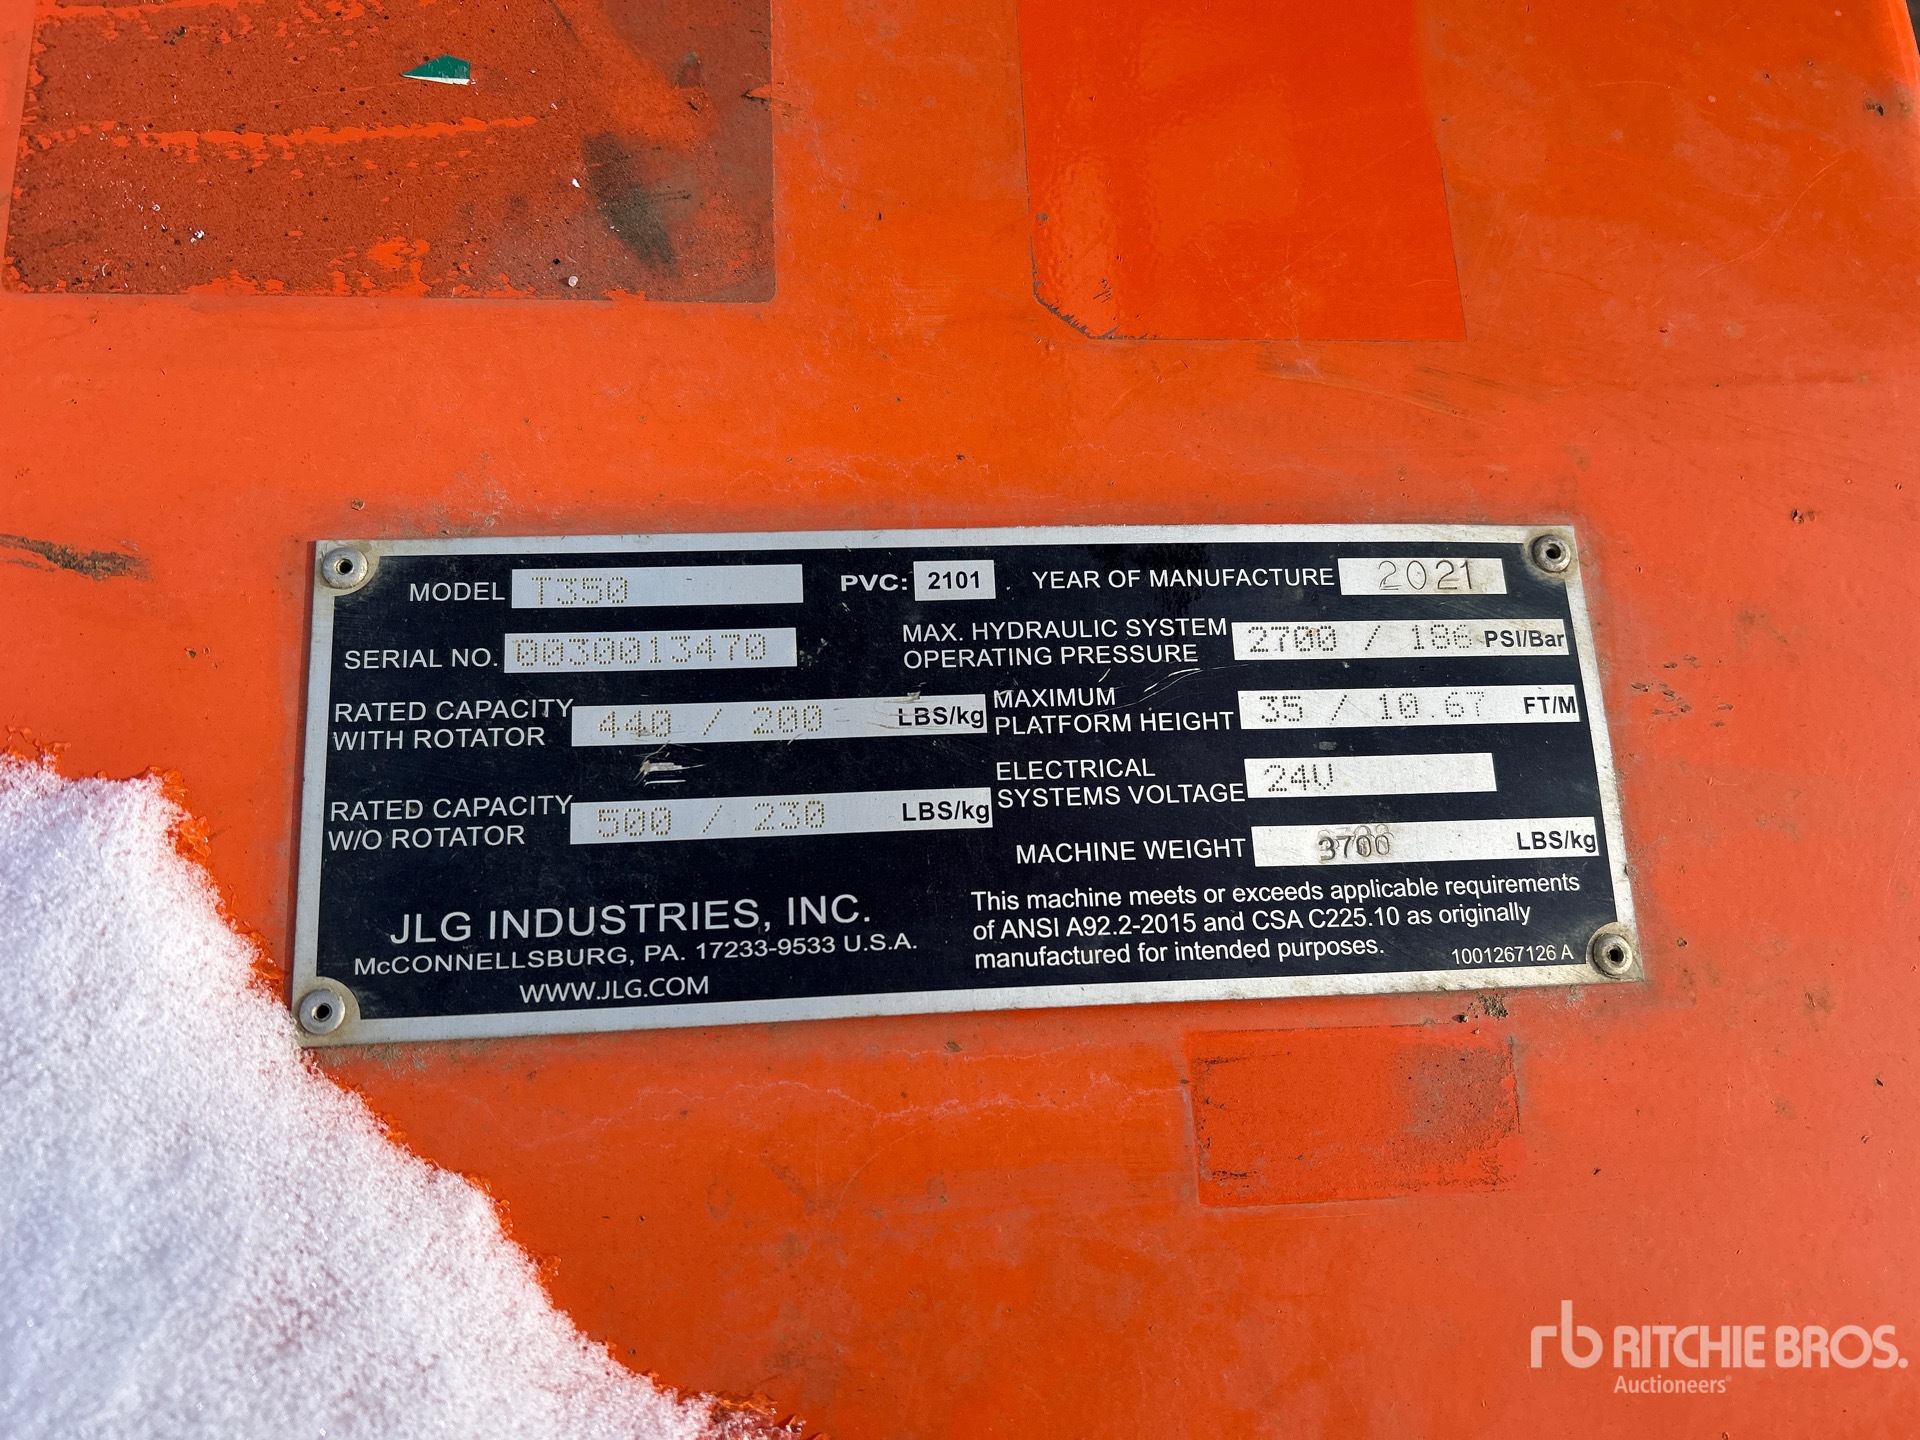 MODEL T350
PVC: 2101
YEAR OF MANUFACTURE 2021
SERIAL NO. 0030013470
MAX. HYDRAULIC SYSTEM
OPERATING PRESSURE 2700 / 186 PSI/Bar
RATED CAPACITY
WITH ROTATOR 440 / 200 LBS/kg
MAXIMUM
PLATFORM HEIGHT 35 / 10.67 FT/M
RATED CAPACITY
W/O ROTATOR 500 / 230 LBS/kg
ELECTRICAL
SYSTEMS VOLTAGE 24V
MACHINE WEIGHT 3700 LBS/kg
JLG INDUSTRIES, INC.
McCONNELLSBURG, PA. 17233-9533 U.S.A.
WWW.JLG.COM
This machine meets or exceeds applicable requirements
of ANSI A92.2-2015 and CSA C225.10 as originally
manufactured for intended purposes.
1001267126 A
rb RITCHIE BROS.
Auctioneers